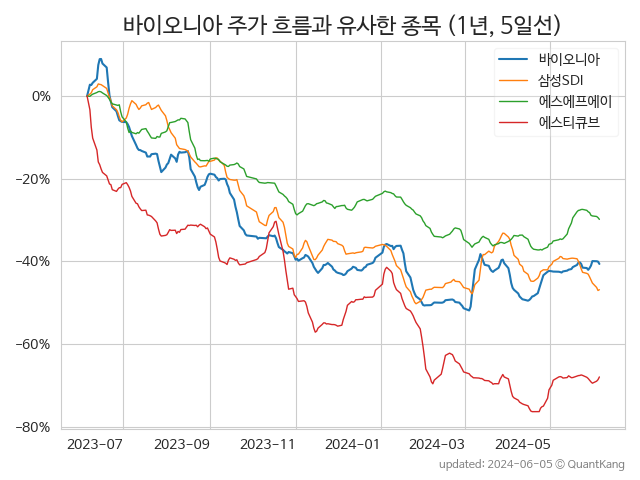 바이오니아 주가 흐름과 유사한 종목 (1년, 5일선)
바이오니아
삼성SDI
에스에프에이
에스티큐브
0%
−20%
−40%
−60%
−80%
2023-07 2023-09 2023-11 2024-01 2024-03 2024-05
updated: 2024-06-05 © QuantKang